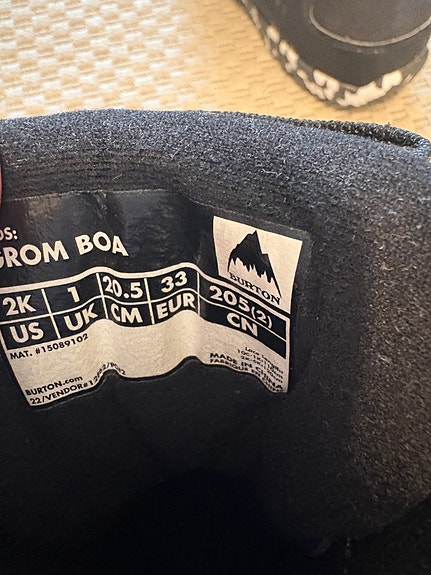 DS:
GROM BOA
BURTON
2K 1 20.5 33 205(2)
US UK CM EUR CN
MAT. #15089102
BURTON.com
MADE IN CHINA